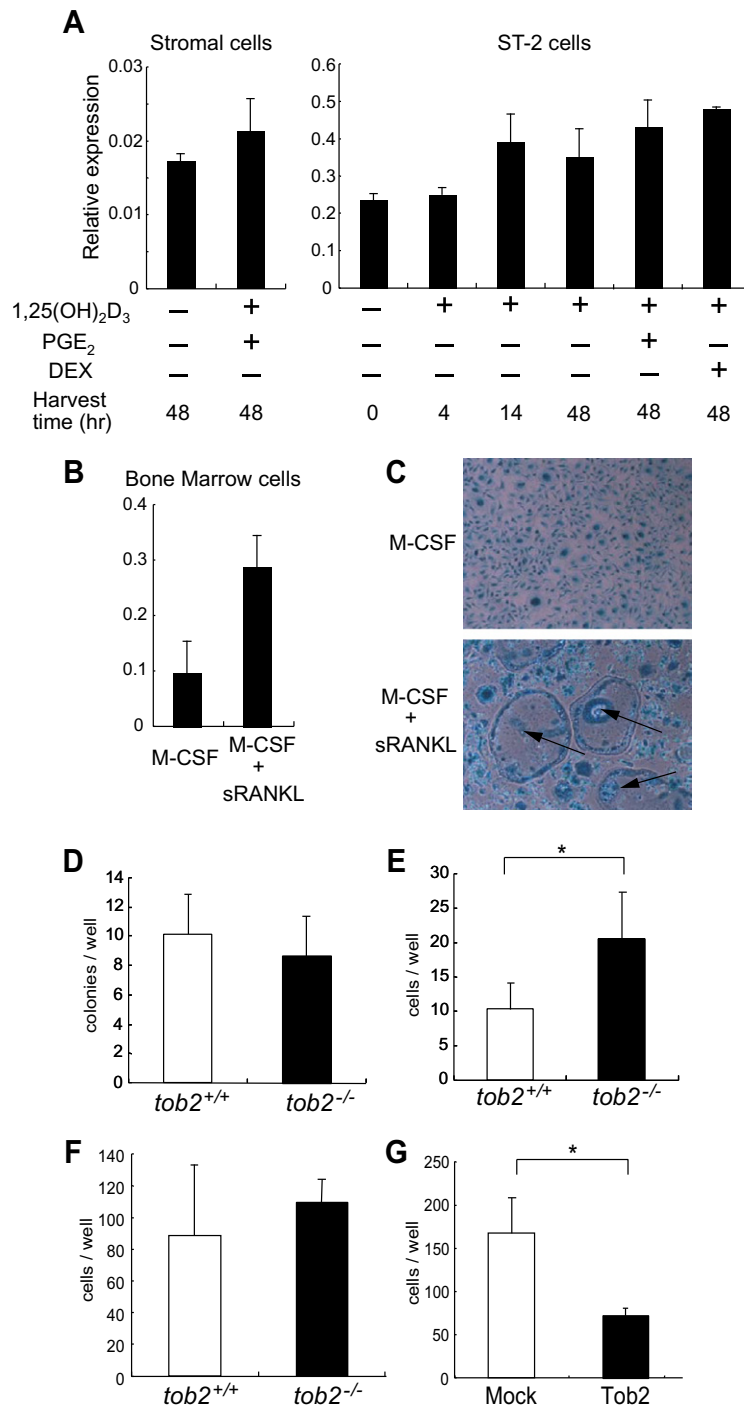 A
Stromal cells
ST-2 cells
Relative expression
0.03
0.02
0.01
0
0.6
0.5
0.4
0.3
0.2
0.1
0
1,25(OH)₂D₃ – + – + + + + +
PGE₂ – + – – – – + –
DEX – – – – – – – +
Harvest
time (hr) 48 48 0 4 14 48 48 48
B
Bone Marrow cells
0.4
0.3
0.2
0.1
0
M-CSF
M-CSF
+
sRANKL
C
M-CSF
M-CSF
+
sRANKL
D
colonies / well
14
12
10
8
6
4
2
0
tob2+/+ tob2-/-
E
*
cells / well
30
25
20
15
10
5
0
tob2+/+ tob2-/-
F
cells / well
140
120
100
80
60
40
20
0
tob2+/+ tob2-/-
G
*
cells / well
250
200
150
100
50
0
Mock Tob2